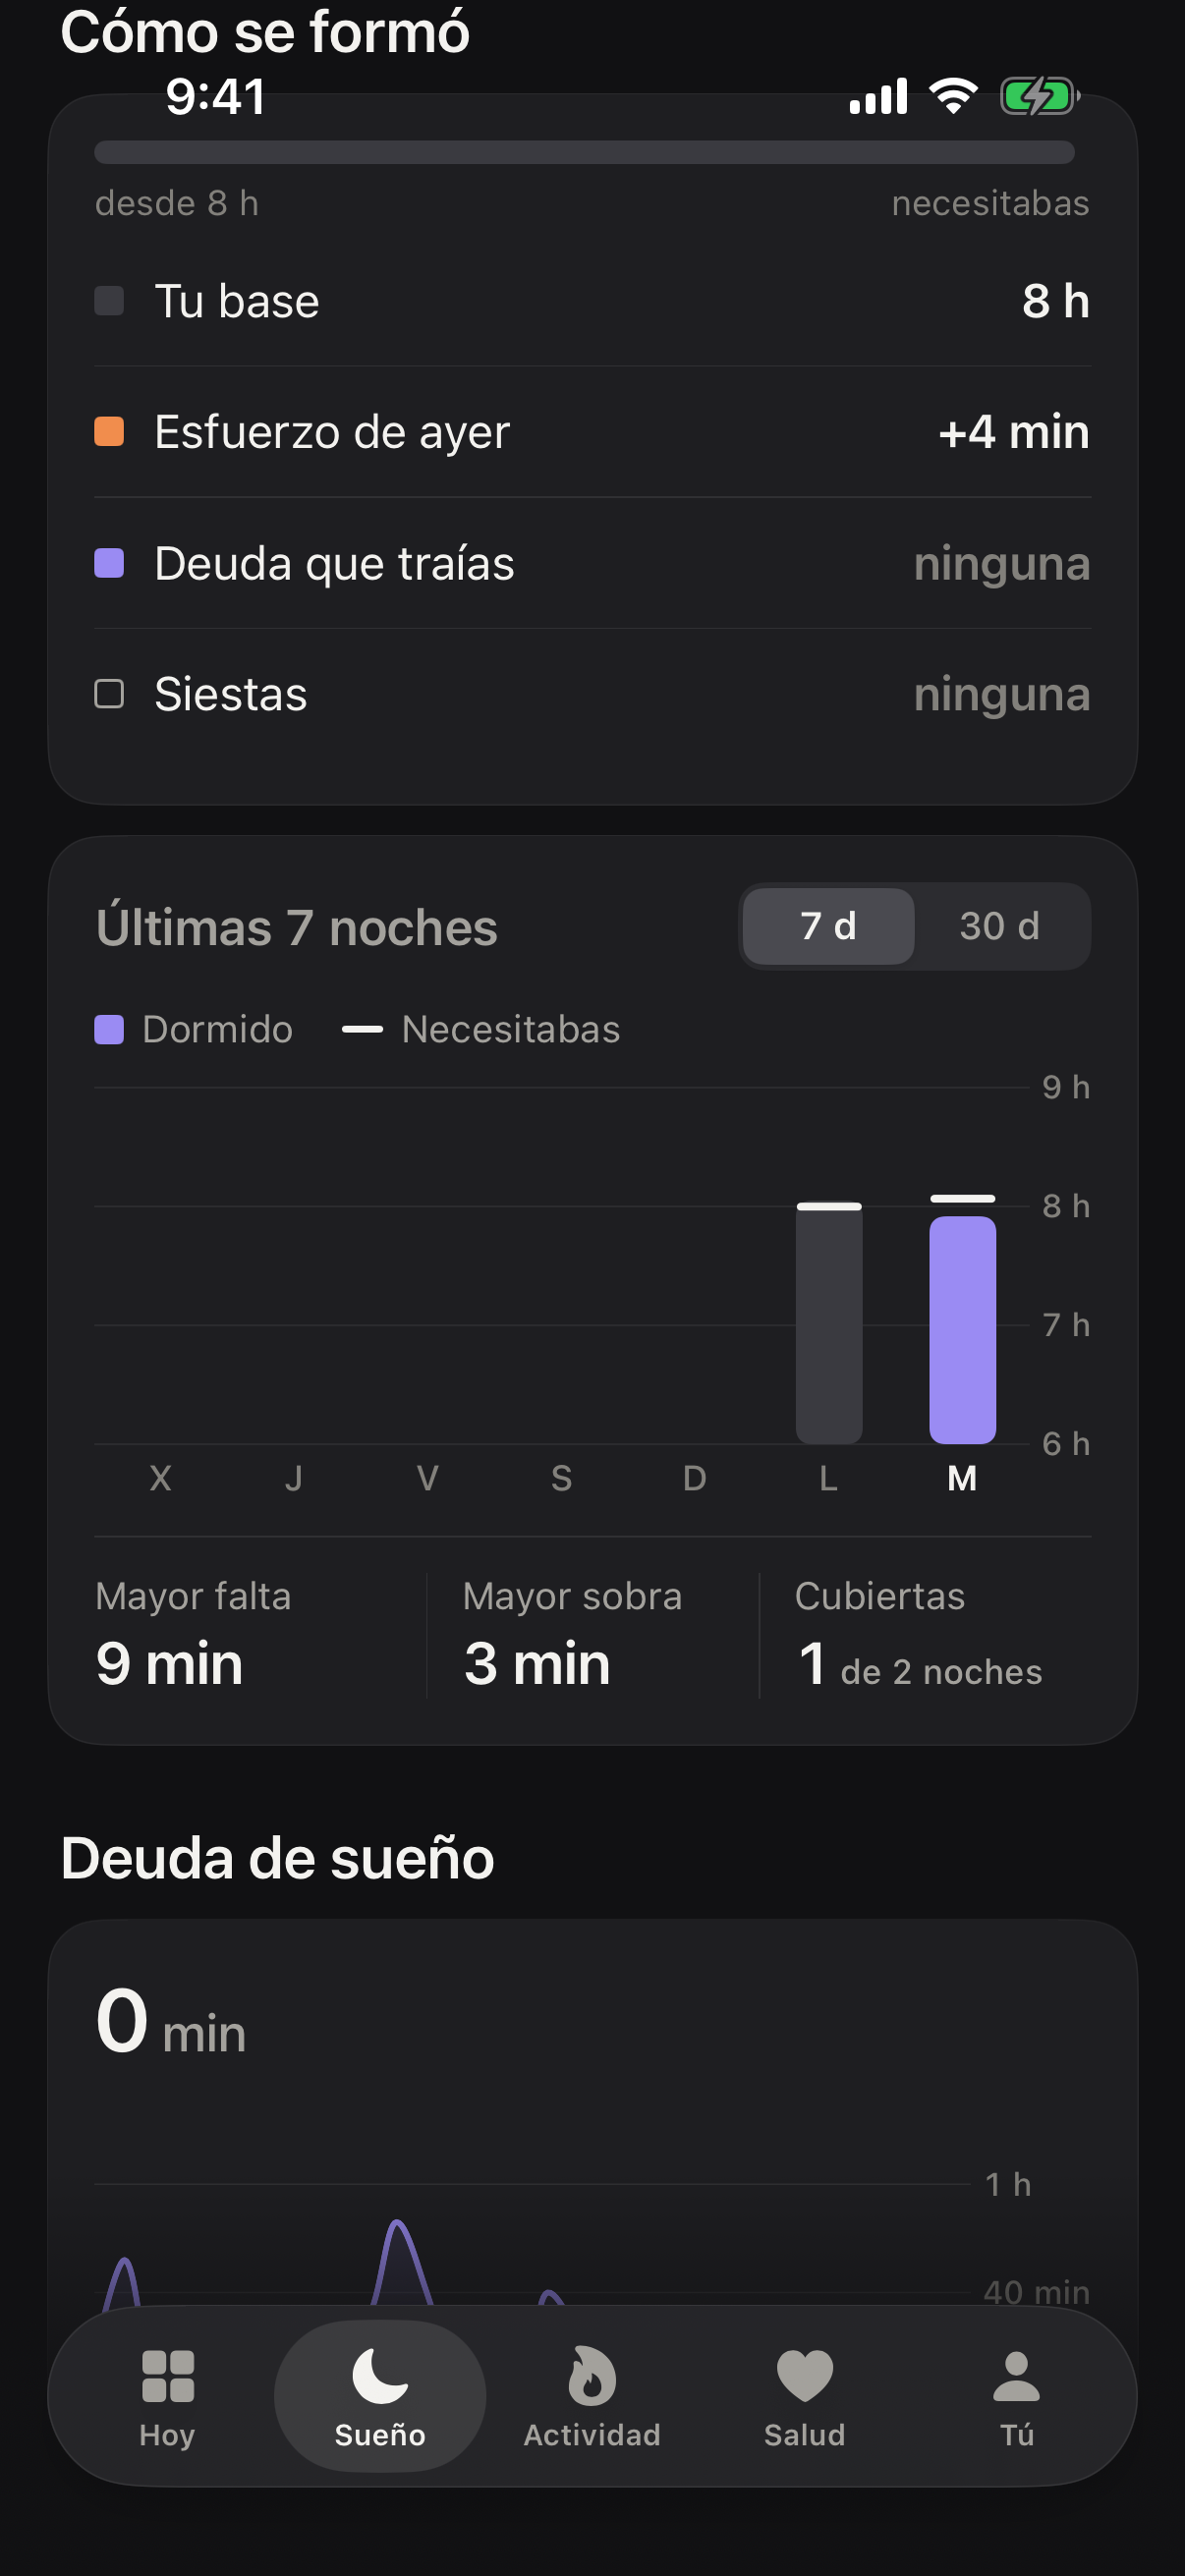 Cómo se formó
9:41
desde 8 h necesitabas
Tu base 8 h
Esfuerzo de ayer +4 min
Deuda que traías ninguna
Siestas ninguna
Últimas 7 noches 7 d 30 d
Dormido Necesitabas
9 h
8 h
7 h
6 h
X J V S D L M
Mayor falta Mayor sobra Cubiertas
9 min 3 min 1 de 2 noches
Deuda de sueño
0 min
1 h
40 min
Hoy Sueño Actividad Salud Tú